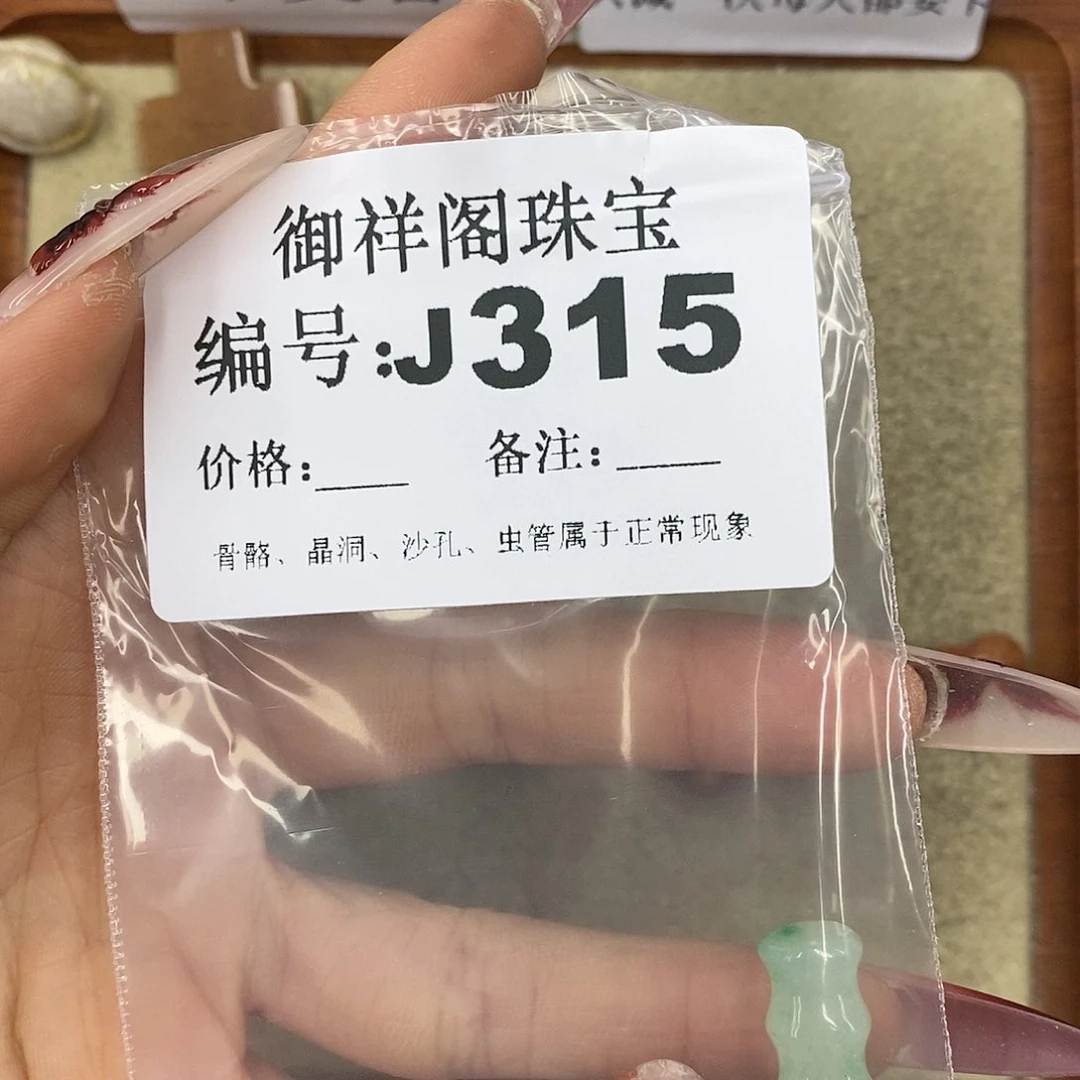 御祥阁珠宝
编号:J315
价格:____ 备注:____
骨骼、晶洞、沙孔、虫管属于正常现象